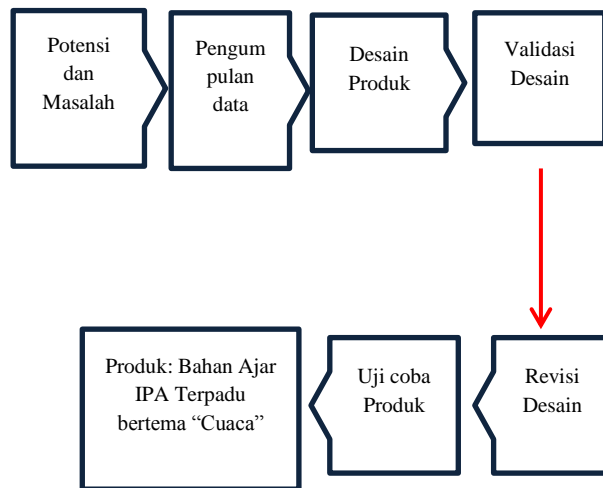 Potensi
dan
Masalah
Pengum
pulan
data
Desain
Produk
Validasi
Desain
Revisi
Desain
Uji coba
Produk
Produk: Bahan Ajar
IPA Terpadu
bertema “Cuaca”